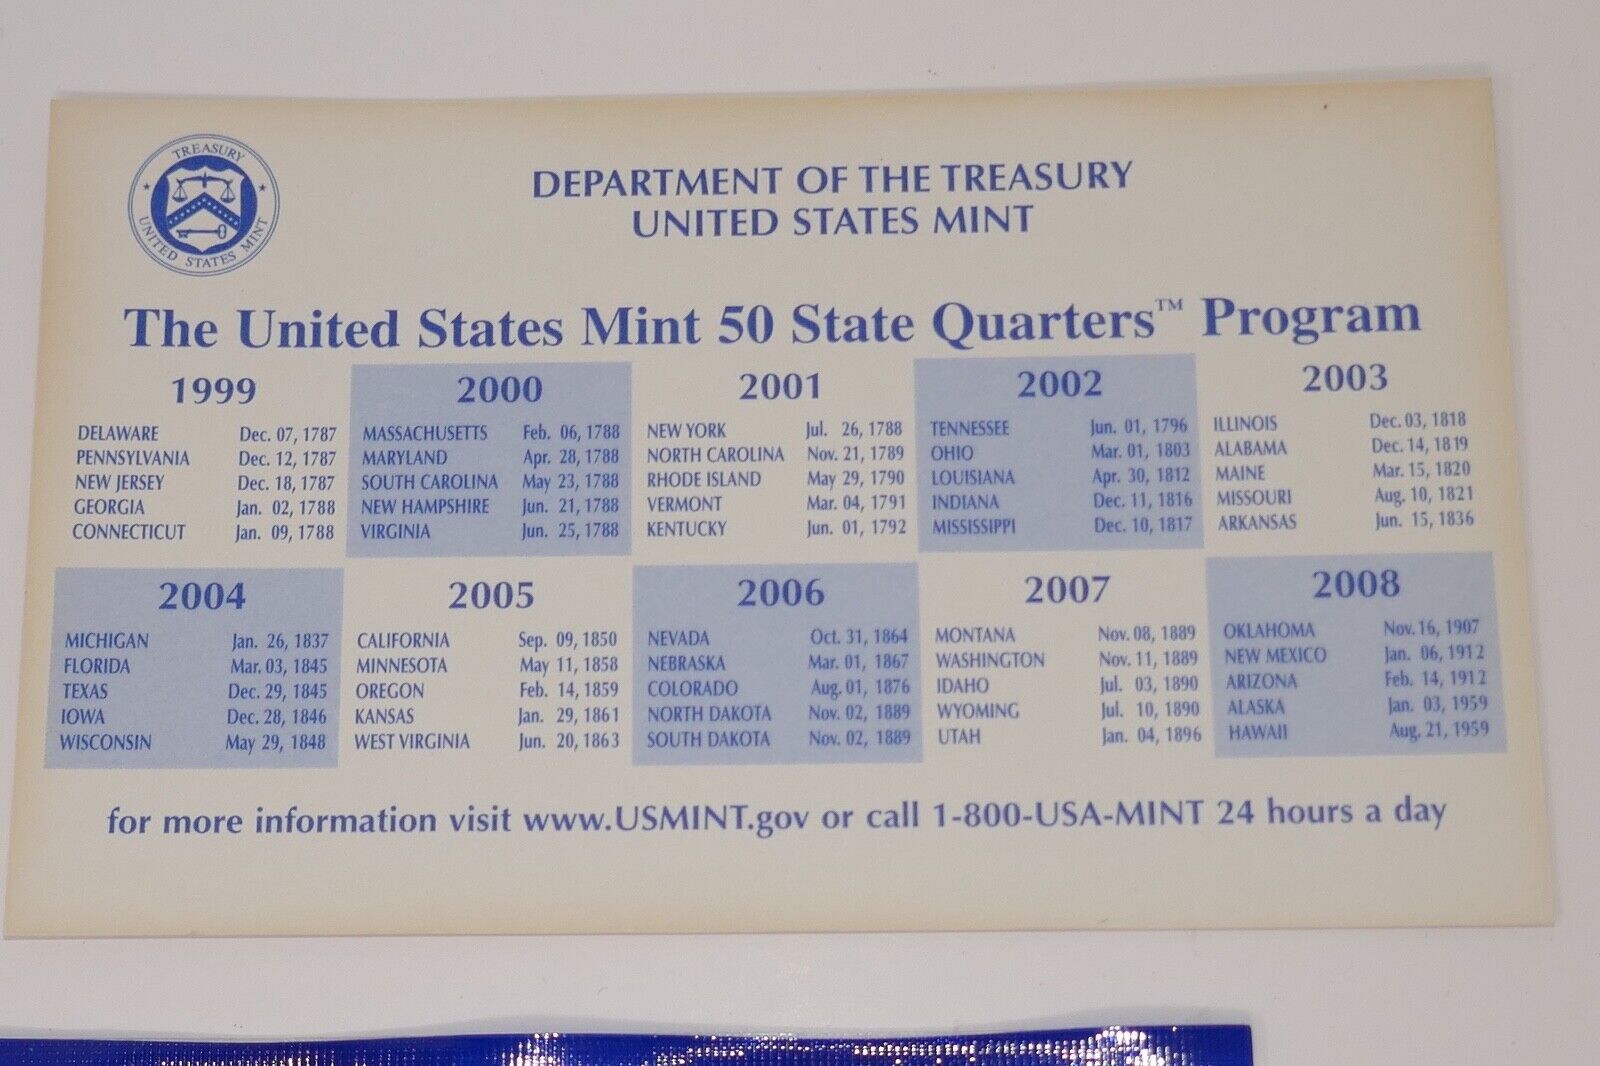 TREASURY
UNITED STATES MINT
DEPARTMENT OF THE TREASURY
UNITED STATES MINT
The United States Mint 50 State Quarters™ Program
1999
DELAWARE Dec. 07, 1787
PENNSYLVANIA Dec. 12, 1787
NEW JERSEY Dec. 18, 1787
GEORGIA Jan. 02, 1788
CONNECTICUT Jan. 09, 1788
2000
MASSACHUSETTS Feb. 06, 1788
MARYLAND Apr. 28, 1788
SOUTH CAROLINA May 23, 1788
NEW HAMPSHIRE Jun. 21, 1788
VIRGINIA Jun. 25, 1788
2001
NEW YORK Jul. 26, 1788
NORTH CAROLINA Nov. 21, 1789
RHODE ISLAND May 29, 1790
VERMONT Mar. 04, 1791
KENTUCKY Jun. 01, 1792
2002
TENNESSEE Jun. 01, 1796
OHIO Mar. 01, 1803
LOUISIANA Apr. 30, 1812
INDIANA Dec. 11, 1816
MISSISSIPPI Dec. 10, 1817
2003
ILLINOIS Dec. 03, 1818
ALABAMA Dec. 14, 1819
MAINE Mar. 15, 1820
MISSOURI Aug. 10, 1821
ARKANSAS Jun. 15, 1836
2004
MICHIGAN Jan. 26, 1837
FLORIDA Mar. 03, 1845
TEXAS Dec. 29, 1845
IOWA Dec. 28, 1846
WISCONSIN May 29, 1848
2005
CALIFORNIA Sep. 09, 1850
MINNESOTA May 11, 1858
OREGON Feb. 14, 1859
KANSAS Jan. 29, 1861
WEST VIRGINIA Jun. 20, 1863
2006
NEVADA Oct. 31, 1864
NEBRASKA Mar. 01, 1867
COLORADO Aug. 01, 1876
NORTH DAKOTA Nov. 02, 1889
SOUTH DAKOTA Nov. 02, 1889
2007
MONTANA Nov. 08, 1889
WASHINGTON Nov. 11, 1889
IDAHO Jul. 03, 1890
WYOMING Jul. 10, 1890
UTAH Jan. 04, 1896
2008
OKLAHOMA Nov. 16, 1907
NEW MEXICO Jan. 06, 1912
ARIZONA Feb. 14, 1912
ALASKA Jan. 03, 1959
HAWAII Aug. 21, 1959
for more information visit www.USMINT.gov or call 1-800-USA-MINT 24 hours a day